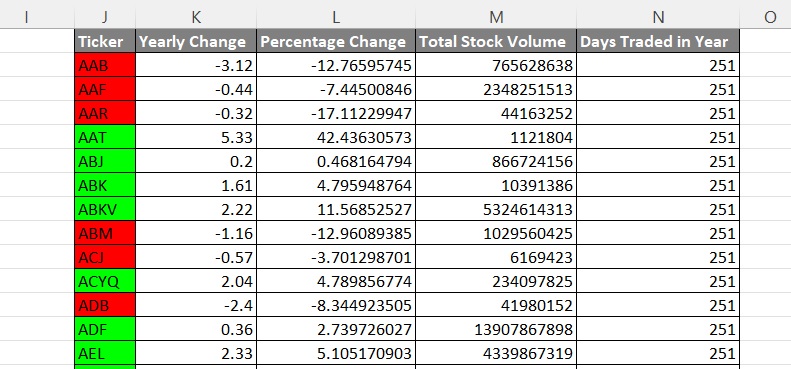 I J K L M N O
Ticker Yearly Change Percentage Change Total Stock Volume Days Traded in Year
AAB -3.12 -12.76595745 765628638 251
AAF -0.44 -7.44500846 2348251513 251
AAR -0.32 -17.11229947 44163252 251
AAT 5.33 42.43630573 1121804 251
ABJ 0.2 0.468164794 866724156 251
ABK 1.61 4.795948764 10391386 251
ABKV 2.22 11.56852527 5324614313 251
ABM -1.16 -12.96089385 1029560425 251
ACJ -0.57 -3.701298701 6169423 251
ACYQ 2.04 4.789856774 234097825 251
ADB -2.4 -8.344923505 41980152 251
ADF 0.36 2.739726027 13907867898 251
AEL 2.33 5.105170903 4339867319 251